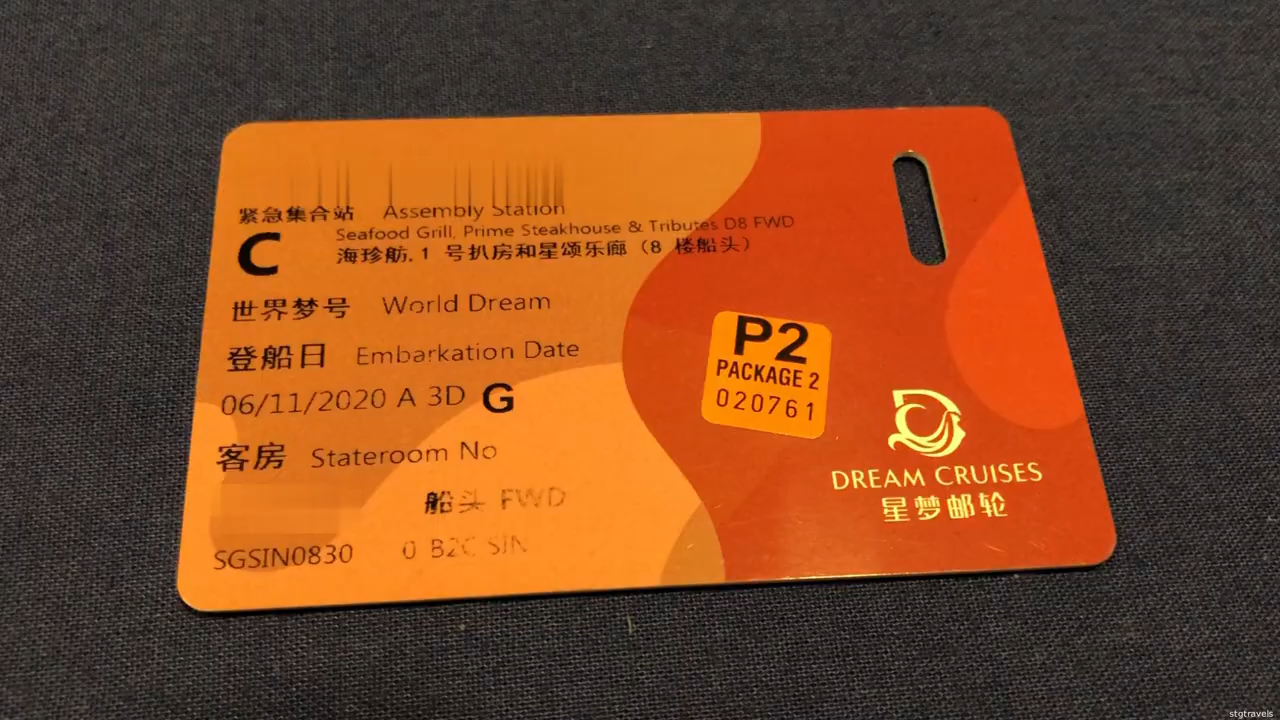 紧急集合站 Assembly Station
C
Seafood Grill, Prime Steakhouse & Tributes D8 FWD
海珍舫.1 号扒房和星颂乐廊（8 楼船头）
世界梦号 World Dream
登船日 Embarkation Date
06/11/2020 A 3D G
客房 Stateroom No
船头 FWD
SGSIN0830 0 B2C SIN
P2
PACKAGE 2
020761
DREAM CRUISES
星梦邮轮
stgtravels